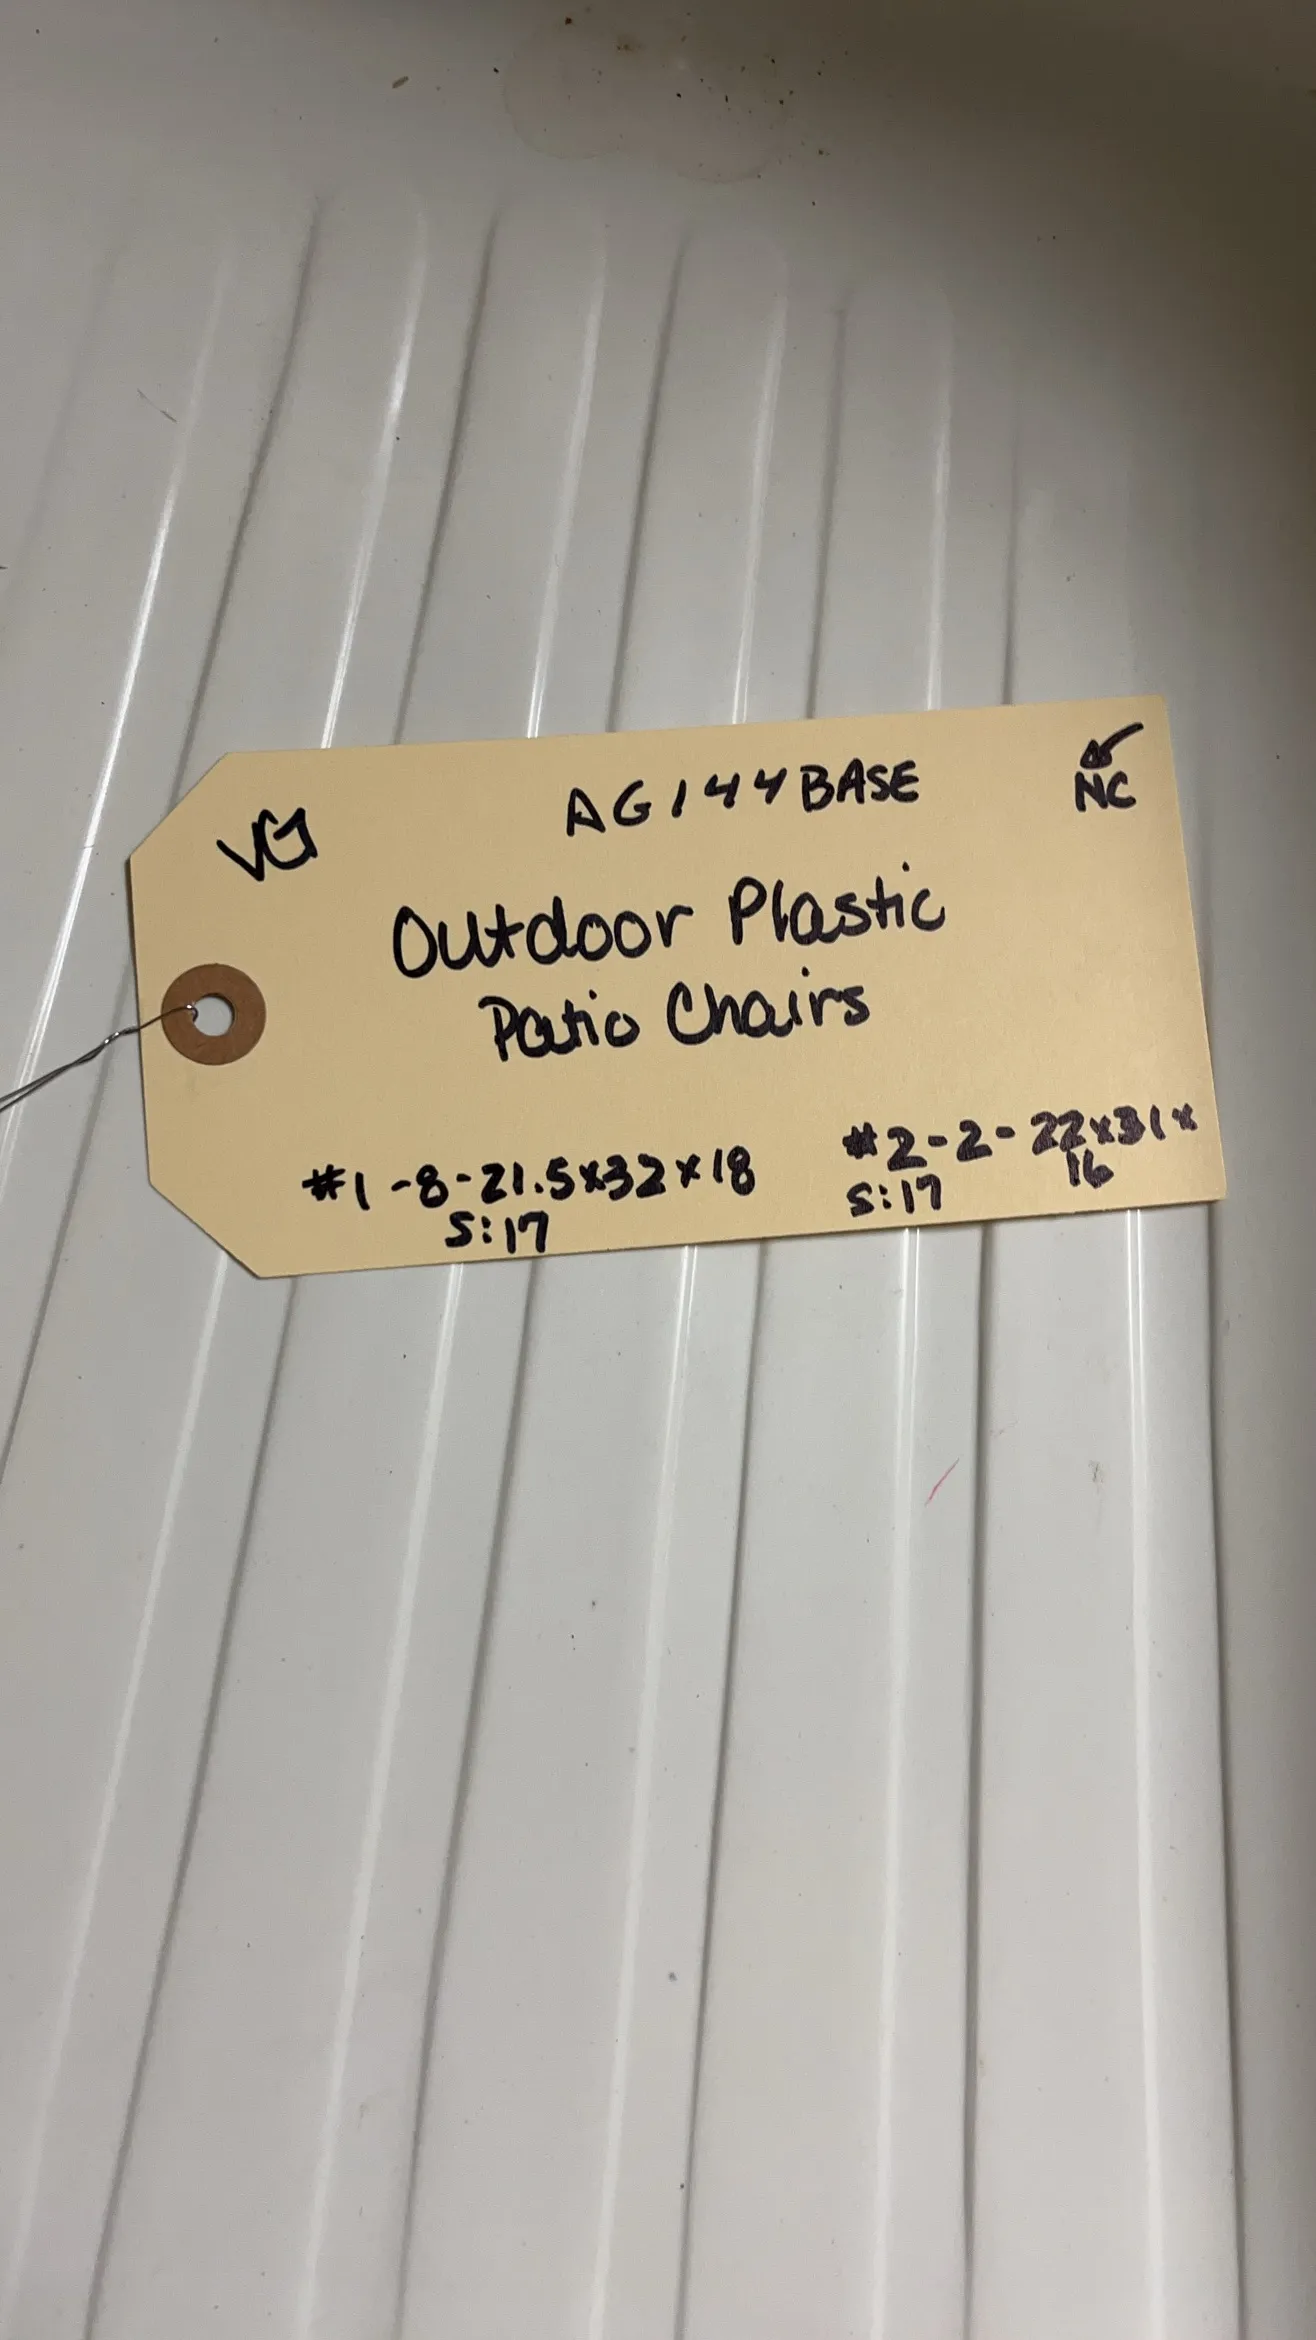 VG
AG144BASE
NC
Outdoor Plastic
Patio Chairs
#1-8-21.5x32x18
S:17
#2-2-22x31x
16
S:17